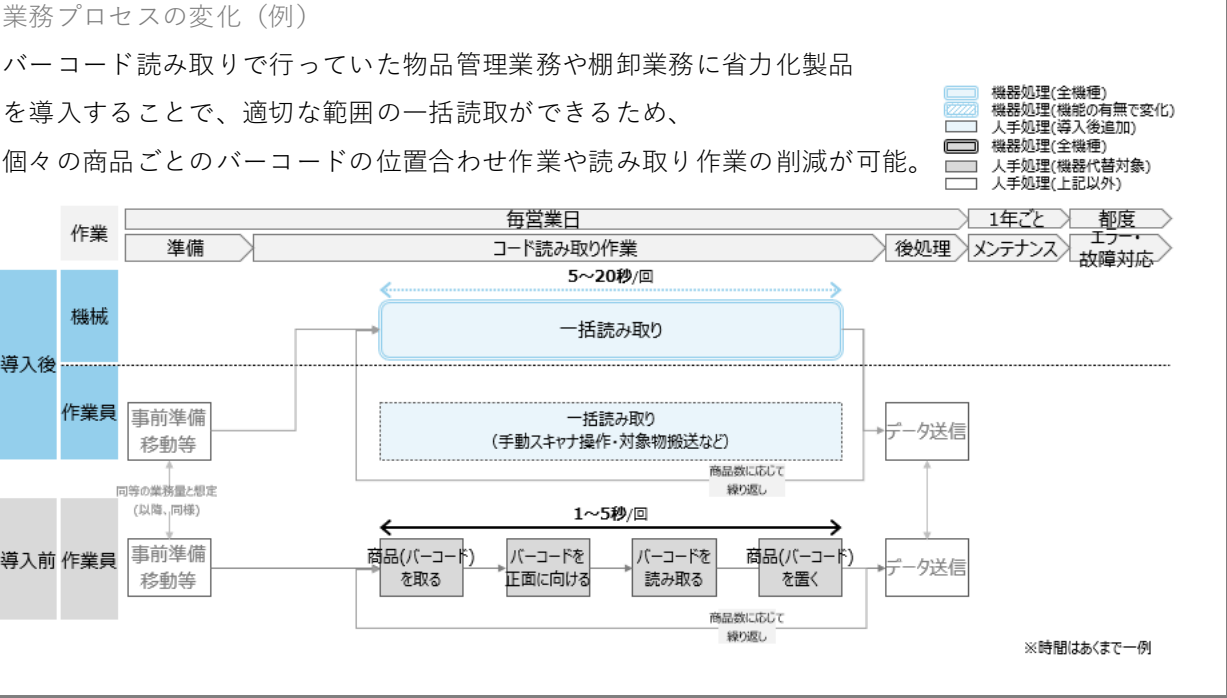 業務プロセスの変化（例）
バーコード読み取りで行っていた物品管理業務や棚卸業務に省力化製品
を導入することで、適切な範囲の一括読取ができるため、
個々の商品ごとのバーコードの位置合わせ作業や読み取り作業の削減が可能。
機器処理(全機種)
機器処理(機能の有無で変化)
人手処理(導入後追加)
機器処理(全機種)
人手処理(機器代替対象)
人手処理(上記以外)
作業
毎営業日
1年ごと
都度
準備
コード読み取り作業
後処理
メンテナンス
エラー・
故障対応
5～20秒/回
導入後
機械
一括読み取り
作業員
事前準備
移動等
一括読み取り
(手動スキャナ操作・対象物搬送など)
データ送信
商品数に応じて
繰り返し
同等の業務量と想定
(以降、同様)
1～5秒/回
導入前
作業員
事前準備
移動等
商品(バーコード)
を取る
バーコードを
正面に向ける
バーコードを
読み取る
商品(バーコード)
を置く
データ送信
商品数に応じて
繰り返し
※時間はあくまで一例